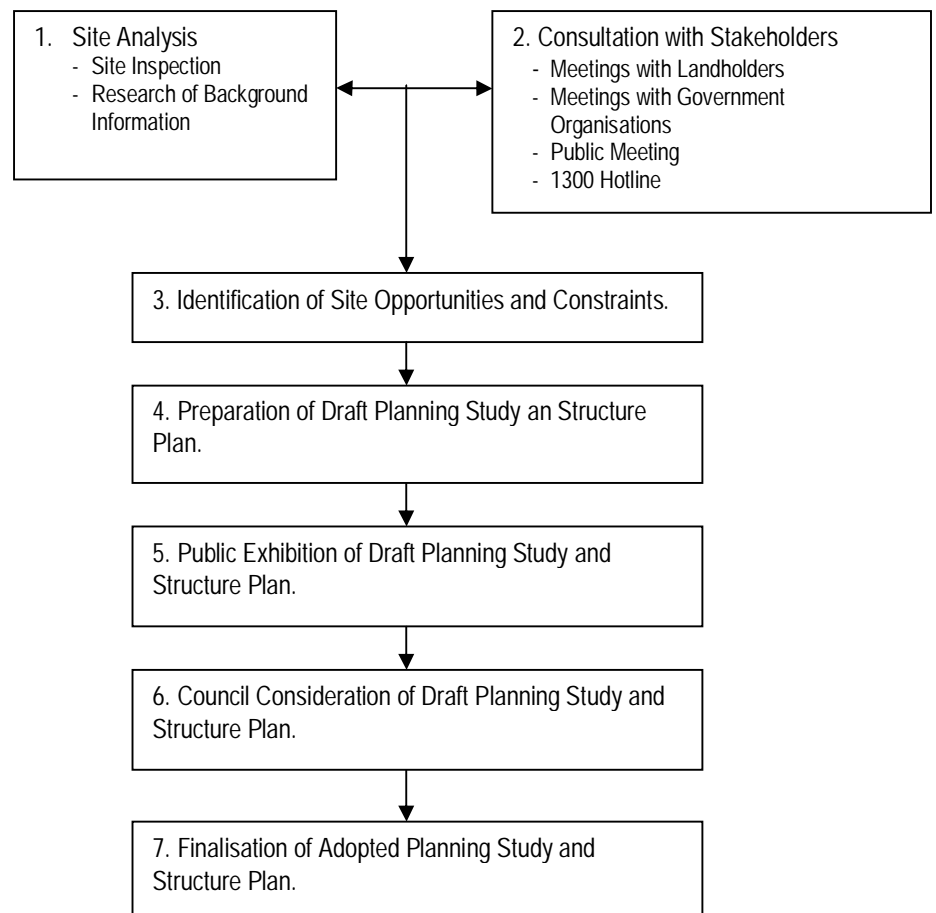 1. Site Analysis
- Site Inspection
- Research of Background
Information
2. Consultation with Stakeholders
- Meetings with Landholders
- Meetings with Government
Organisations
- Public Meeting
- 1300 Hotline
3. Identification of Site Opportunities and Constraints.
4. Preparation of Draft Planning Study an Structure
Plan.
5. Public Exhibition of Draft Planning Study and
Structure Plan.
6. Council Consideration of Draft Planning Study and
Structure Plan.
7. Finalisation of Adopted Planning Study and
Structure Plan.